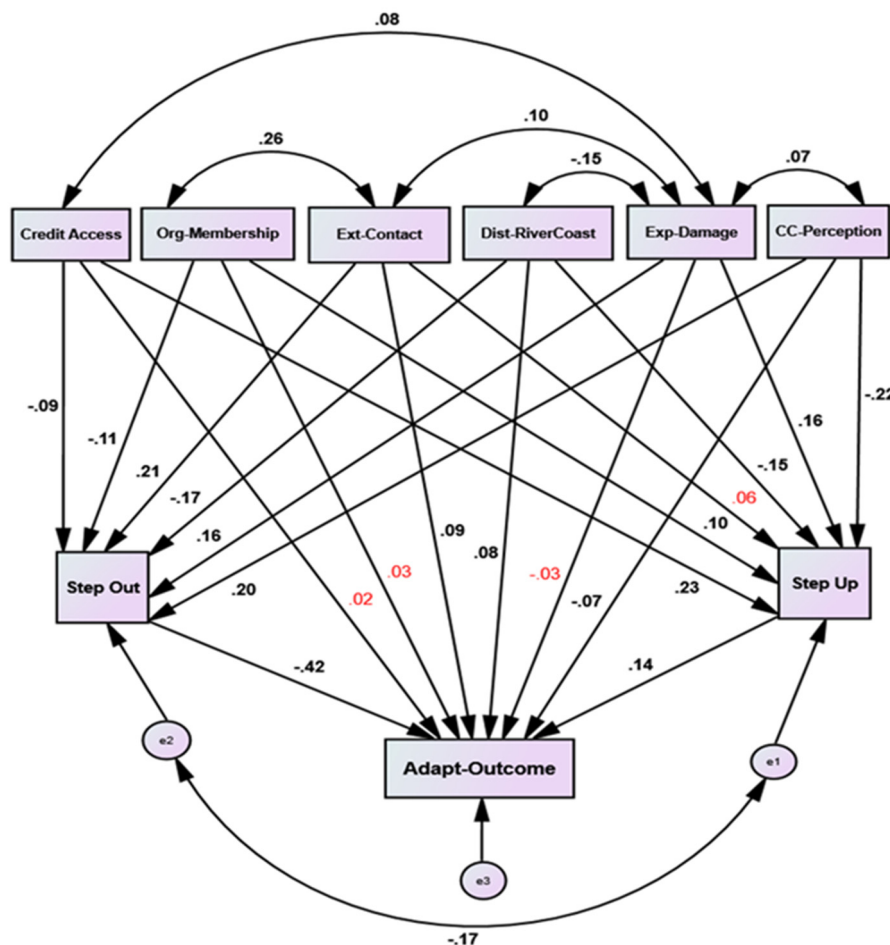 .08
.10
.26
-.15
.07
Credit Access
Org-Membership
Ext-Contact
Dist-RiverCoast
Exp-Damage
CC-Perception
-.09
-.22
.16
-.11
.21
-.15
-.17
.06
.10
.16
.09
.08
.03
-.03
Step Out
Step Up
.20
.02
-.07
.23
-.42
.14
e2
e1
Adapt-Outcome
e3
-.17